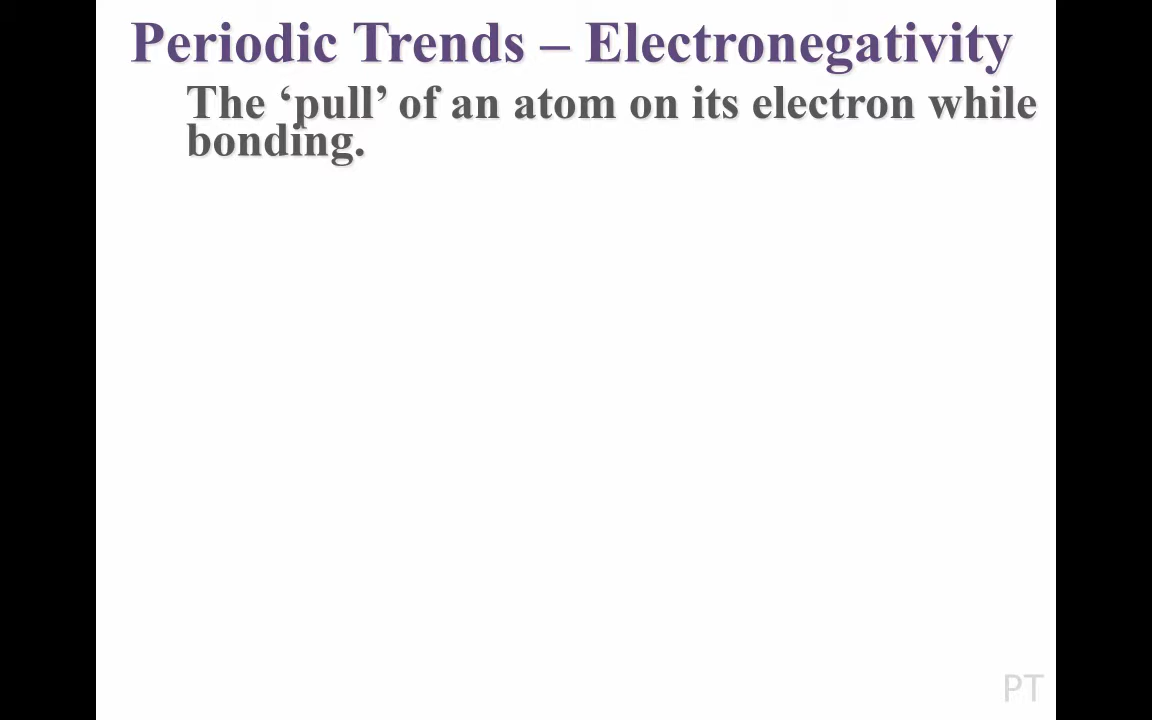 Periodic Trends – Electronegativity
The ‘pull’ of an atom on its electron while
bonding.
PT